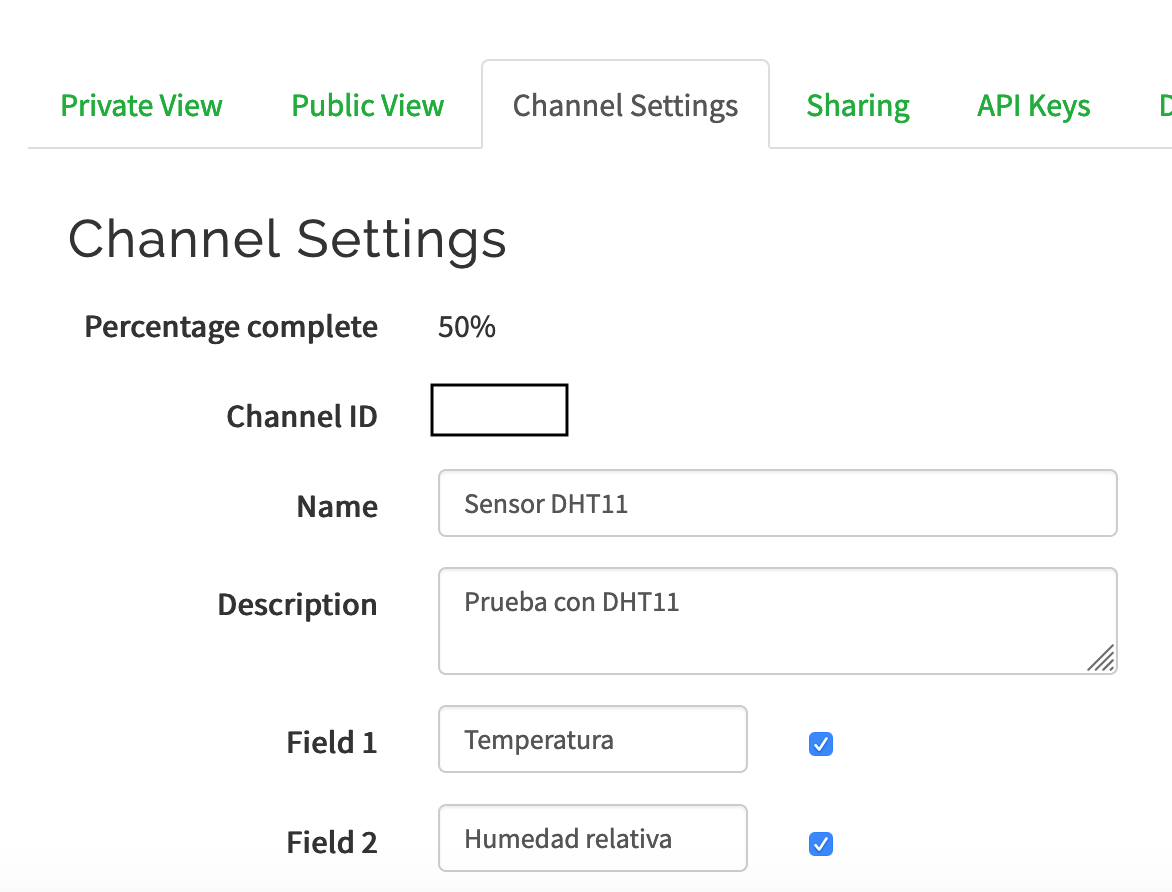 Private View Public View Channel Settings Sharing API Keys D
Channel Settings
Percentage complete 50%
Channel ID
Name Sensor DHT11
Description Prueba con DHT11
Field 1 Temperatura
Field 2 Humedad relativa